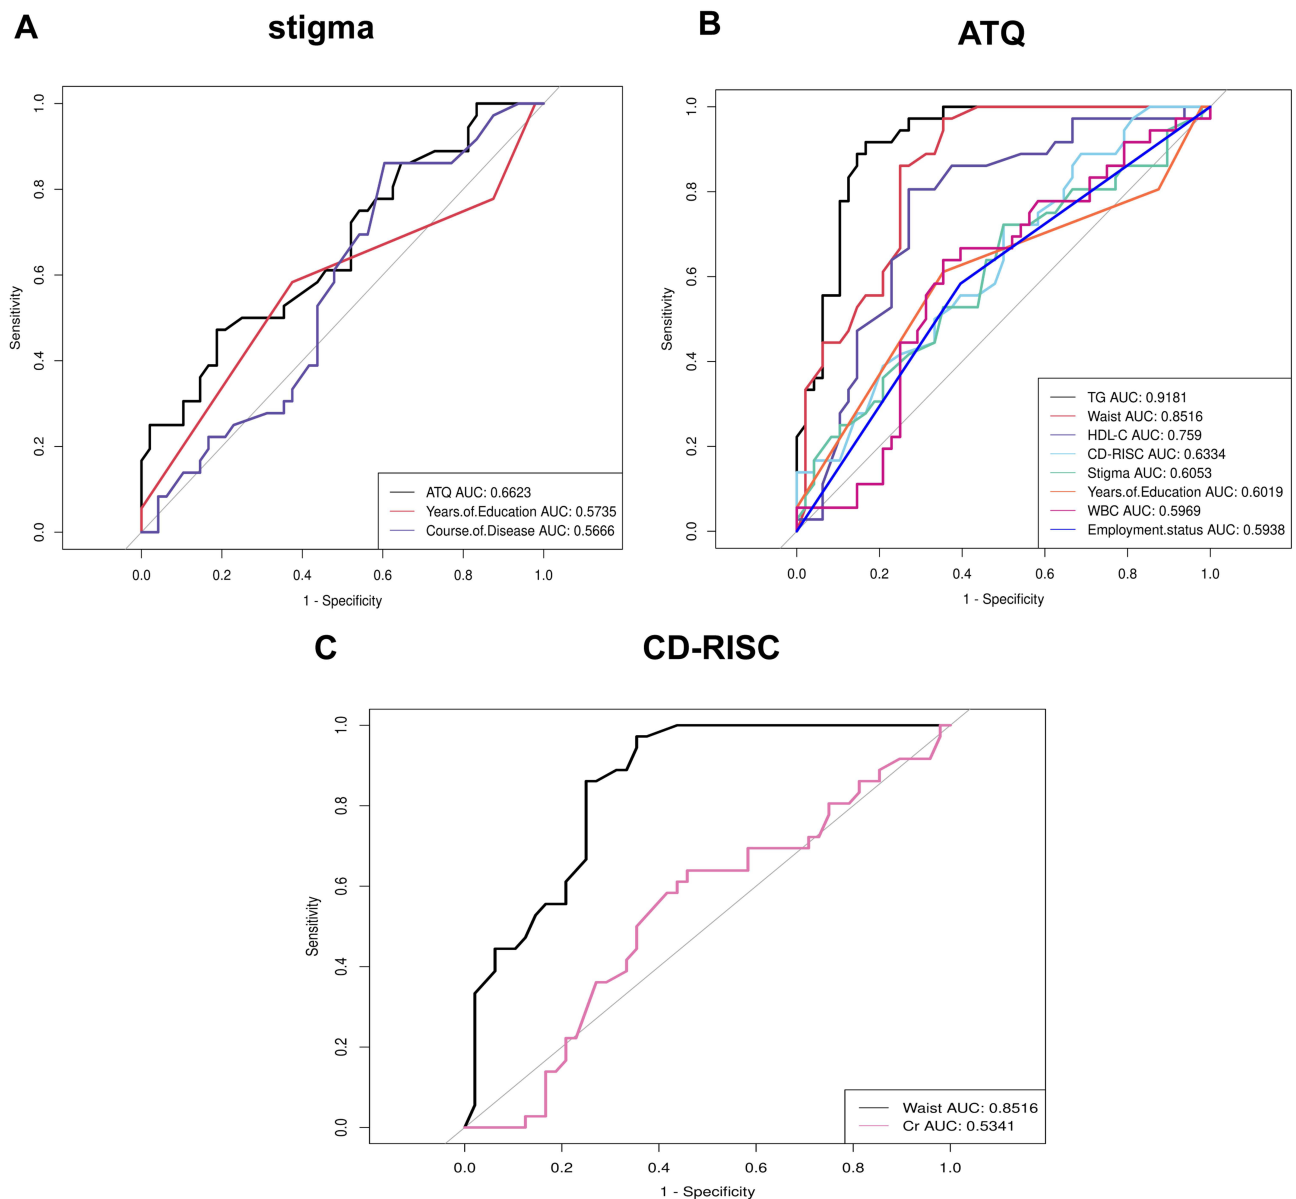 A
stigma
1.0
0.8
0.6
0.4
0.2
0.0
Sensitivity
ATQ AUC: 0.6623
Years.of.Education AUC: 0.5735
Course.of.Disease AUC: 0.5666
0.0
0.2
0.4
0.6
0.8
1.0
1 - Specificity
B
ATQ
1.0
0.8
0.6
0.4
0.2
0.0
Sensitivity
TG AUC: 0.9181
Waist AUC: 0.8516
HDL-C AUC: 0.759
CD-RISC AUC: 0.6334
Stigma AUC: 0.6053
Years.of.Education AUC: 0.6019
WBC AUC: 0.5969
Employment.status AUC: 0.5938
0.0
0.2
0.4
0.6
0.8
1.0
1 - Specificity
C
CD-RISC
1.0
0.8
0.6
0.4
0.2
0.0
Sensitivity
Waist AUC: 0.8516
Cr AUC: 0.5341
0.0
0.2
0.4
0.6
0.8
1.0
1 - Specificity